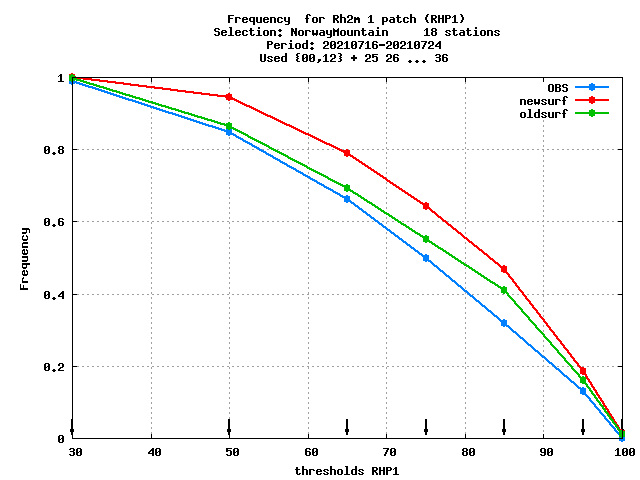 Frequency  for Rh2m 1 patch (RHP1)
Selection: NorwayMountain     18 stations
Period: 20210716-20210724
Used {00,12} + 25 26 ... 36
OBS
newsurf
oldsurf
1
0.8
0.6
0.4
0.2
0
Frequency
30 40 50 60 70 80 90 100
thresholds RHP1